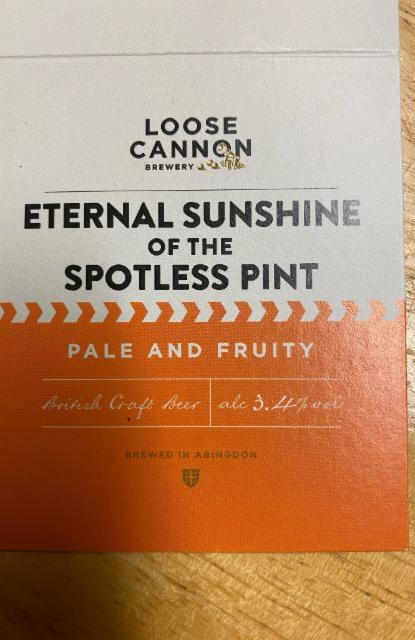 LOOSE
CANNON
BREWERY
ETERNAL SUNSHINE
OF THE
SPOTLESS PINT
PALE AND FRUITY
British Craft Beer alc 3.4% vol
BREWED IN ABINGDON